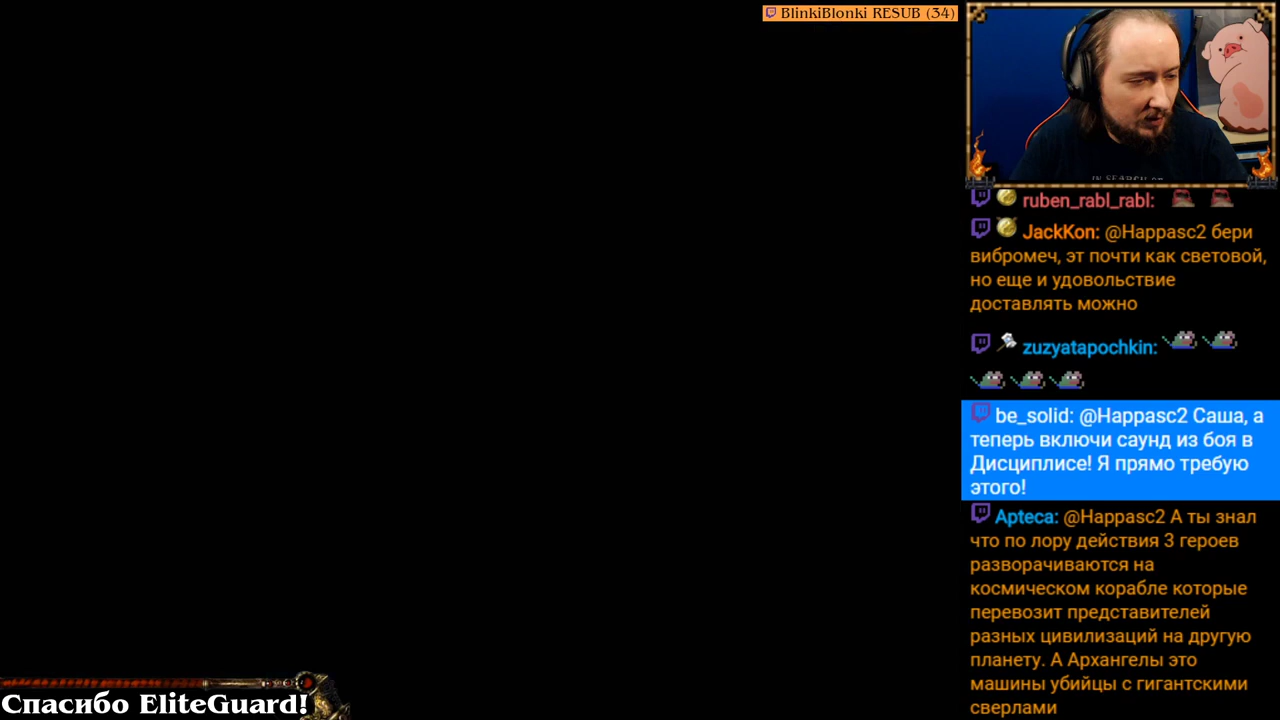 BlinkiBlonki RESUB (34)
ruben_rabl_rabl:
JackKon: @Happasc2 бери
вибромеч, эт почти как световой,
но еще и удовольствие
доставлять можно
zuzyatapochkin:
be_solid: @Happasc2 Саша, а
теперь включи саунд из боя в
Дисциплисе! Я прямо требую
этого!
Apteca: @Happasc2 А ты знал
что по лору действия 3 героев
разворачиваются на
космическом корабле которые
перевозит представителей
разных цивилизаций на другую
планету. А Архангелы это
машины убийцы с гигантскими
сверлами
Спасибо EliteGuard!